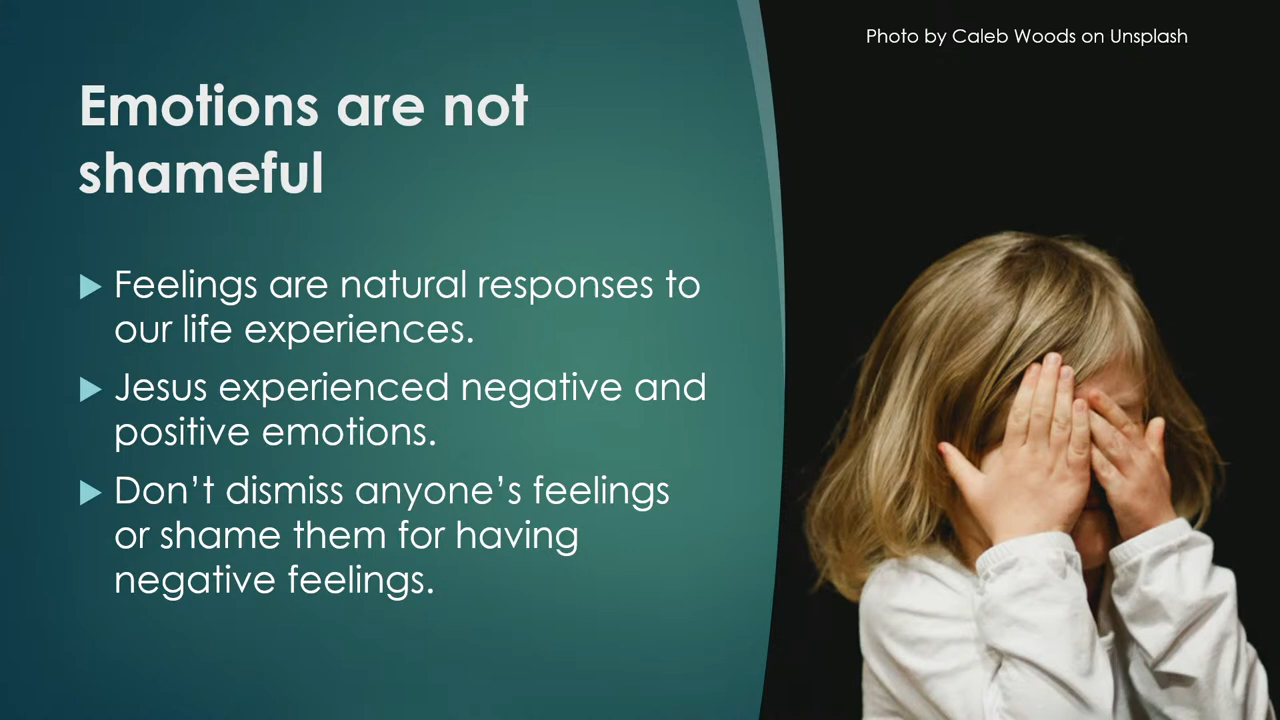 Photo by Caleb Woods on Unsplash
Emotions are not
shameful
Feelings are natural responses to
our life experiences.
Jesus experienced negative and
positive emotions.
Don’t dismiss anyone’s feelings
or shame them for having
negative feelings.